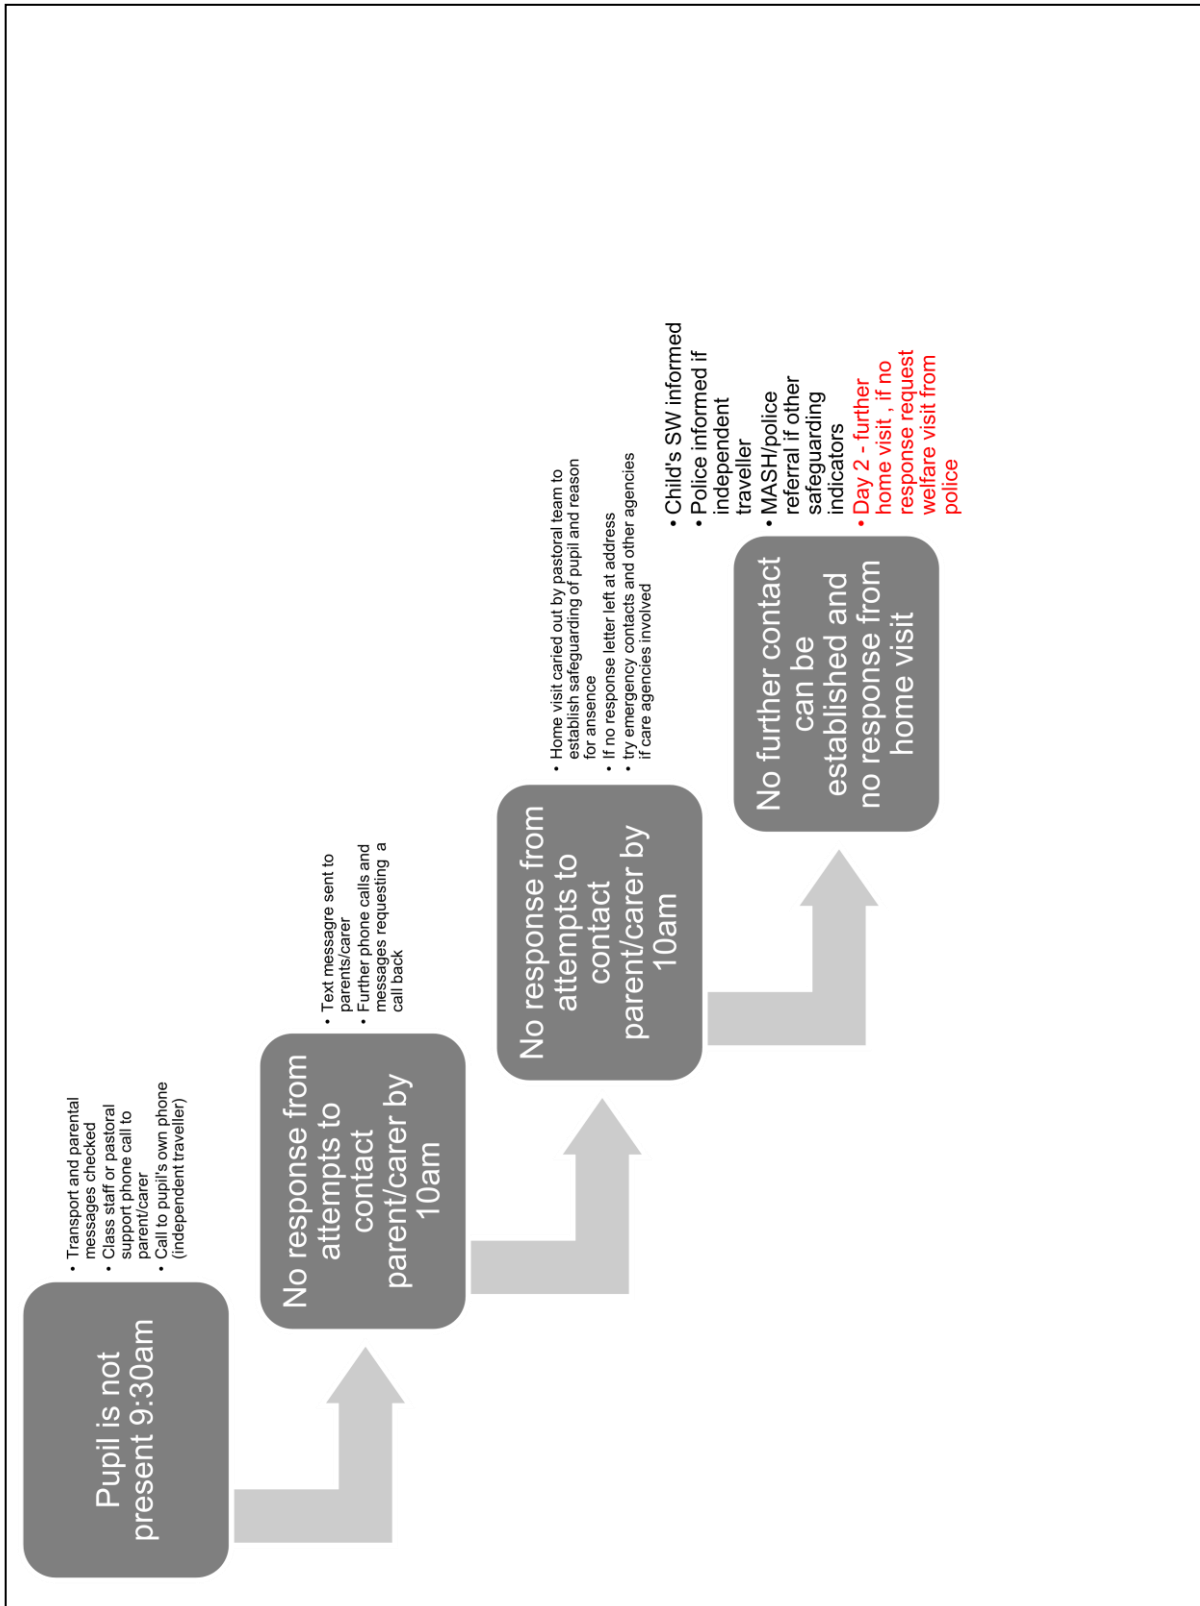 Pupil is not
present 9:30am
• Transport and parental
messages checked
• Class staff or pastoral
support phone call to
parent/carer
• Call to pupil's own phone
(independent traveller)
No response from
attempts to
contact
parent/carer by
10am
• Text messagre sent to
parents/carer
• Further phone calls and
messages requesting a
call back
No response from
attempts to
contact
parent/carer by
10am
• Home visit caried out by pastoral team to
establish safeguarding of pupil and reason
for ansence
• If no response letter left at address
• try emergency contacts and other agencies
if care agencies involved
No further contact
can be
established and
no response from
home visit
• Child's SW informed
• Police informed if
independent
traveller
• MASH/police
referral if other
safeguarding
indicators
• Day 2 - further
home visit , if no
response request
welfare visit from
police